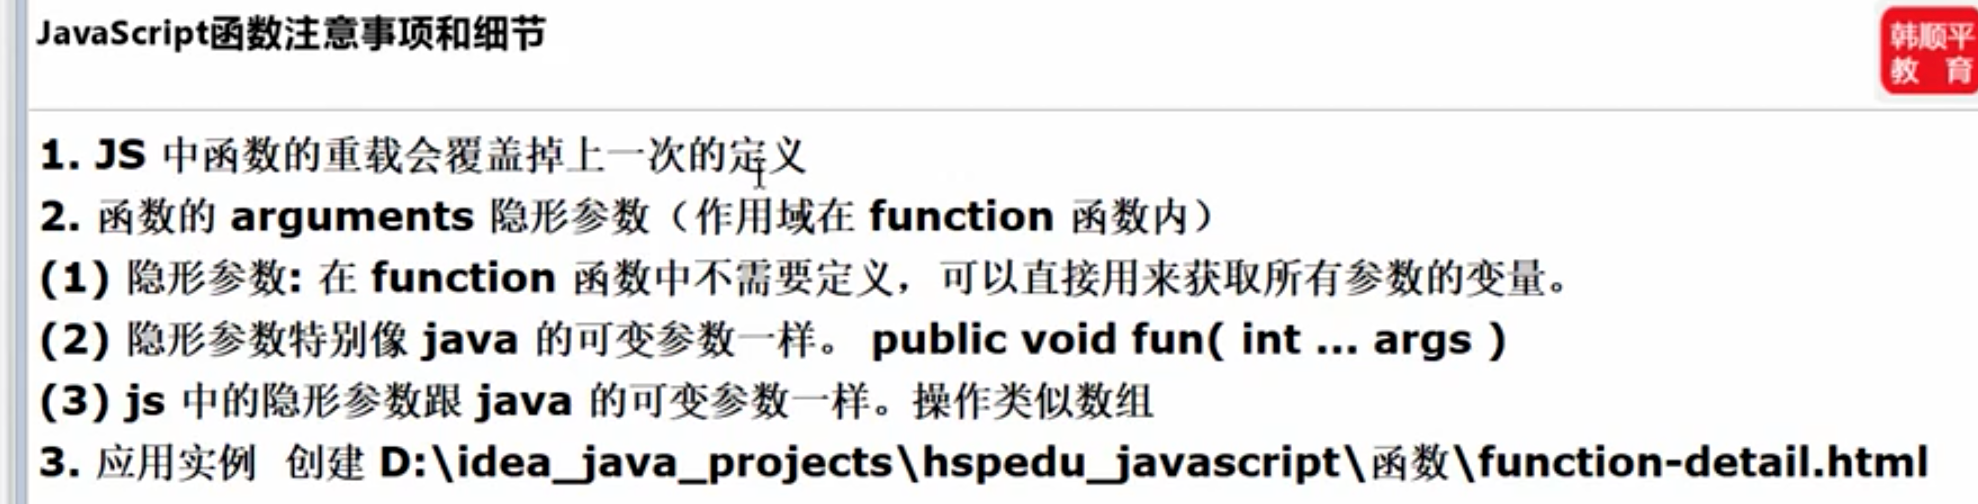 JavaScript函数注意事项和细节
韩顺平
教 育
1. JS 中函数的重载会覆盖掉上一次的定义
2. 函数的 arguments 隐形参数（作用域在 function 函数内）
(1) 隐形参数: 在 function 函数中不需要定义，可以直接用来获取所有参数的变量。
(2) 隐形参数特别像 java 的可变参数一样。 public void fun( int ... args )
(3) js 中的隐形参数跟 java 的可变参数一样。操作类似数组
3. 应用实例 创建 D:\idea_java_projects\hspedu_javascript\函数\function-detail.html